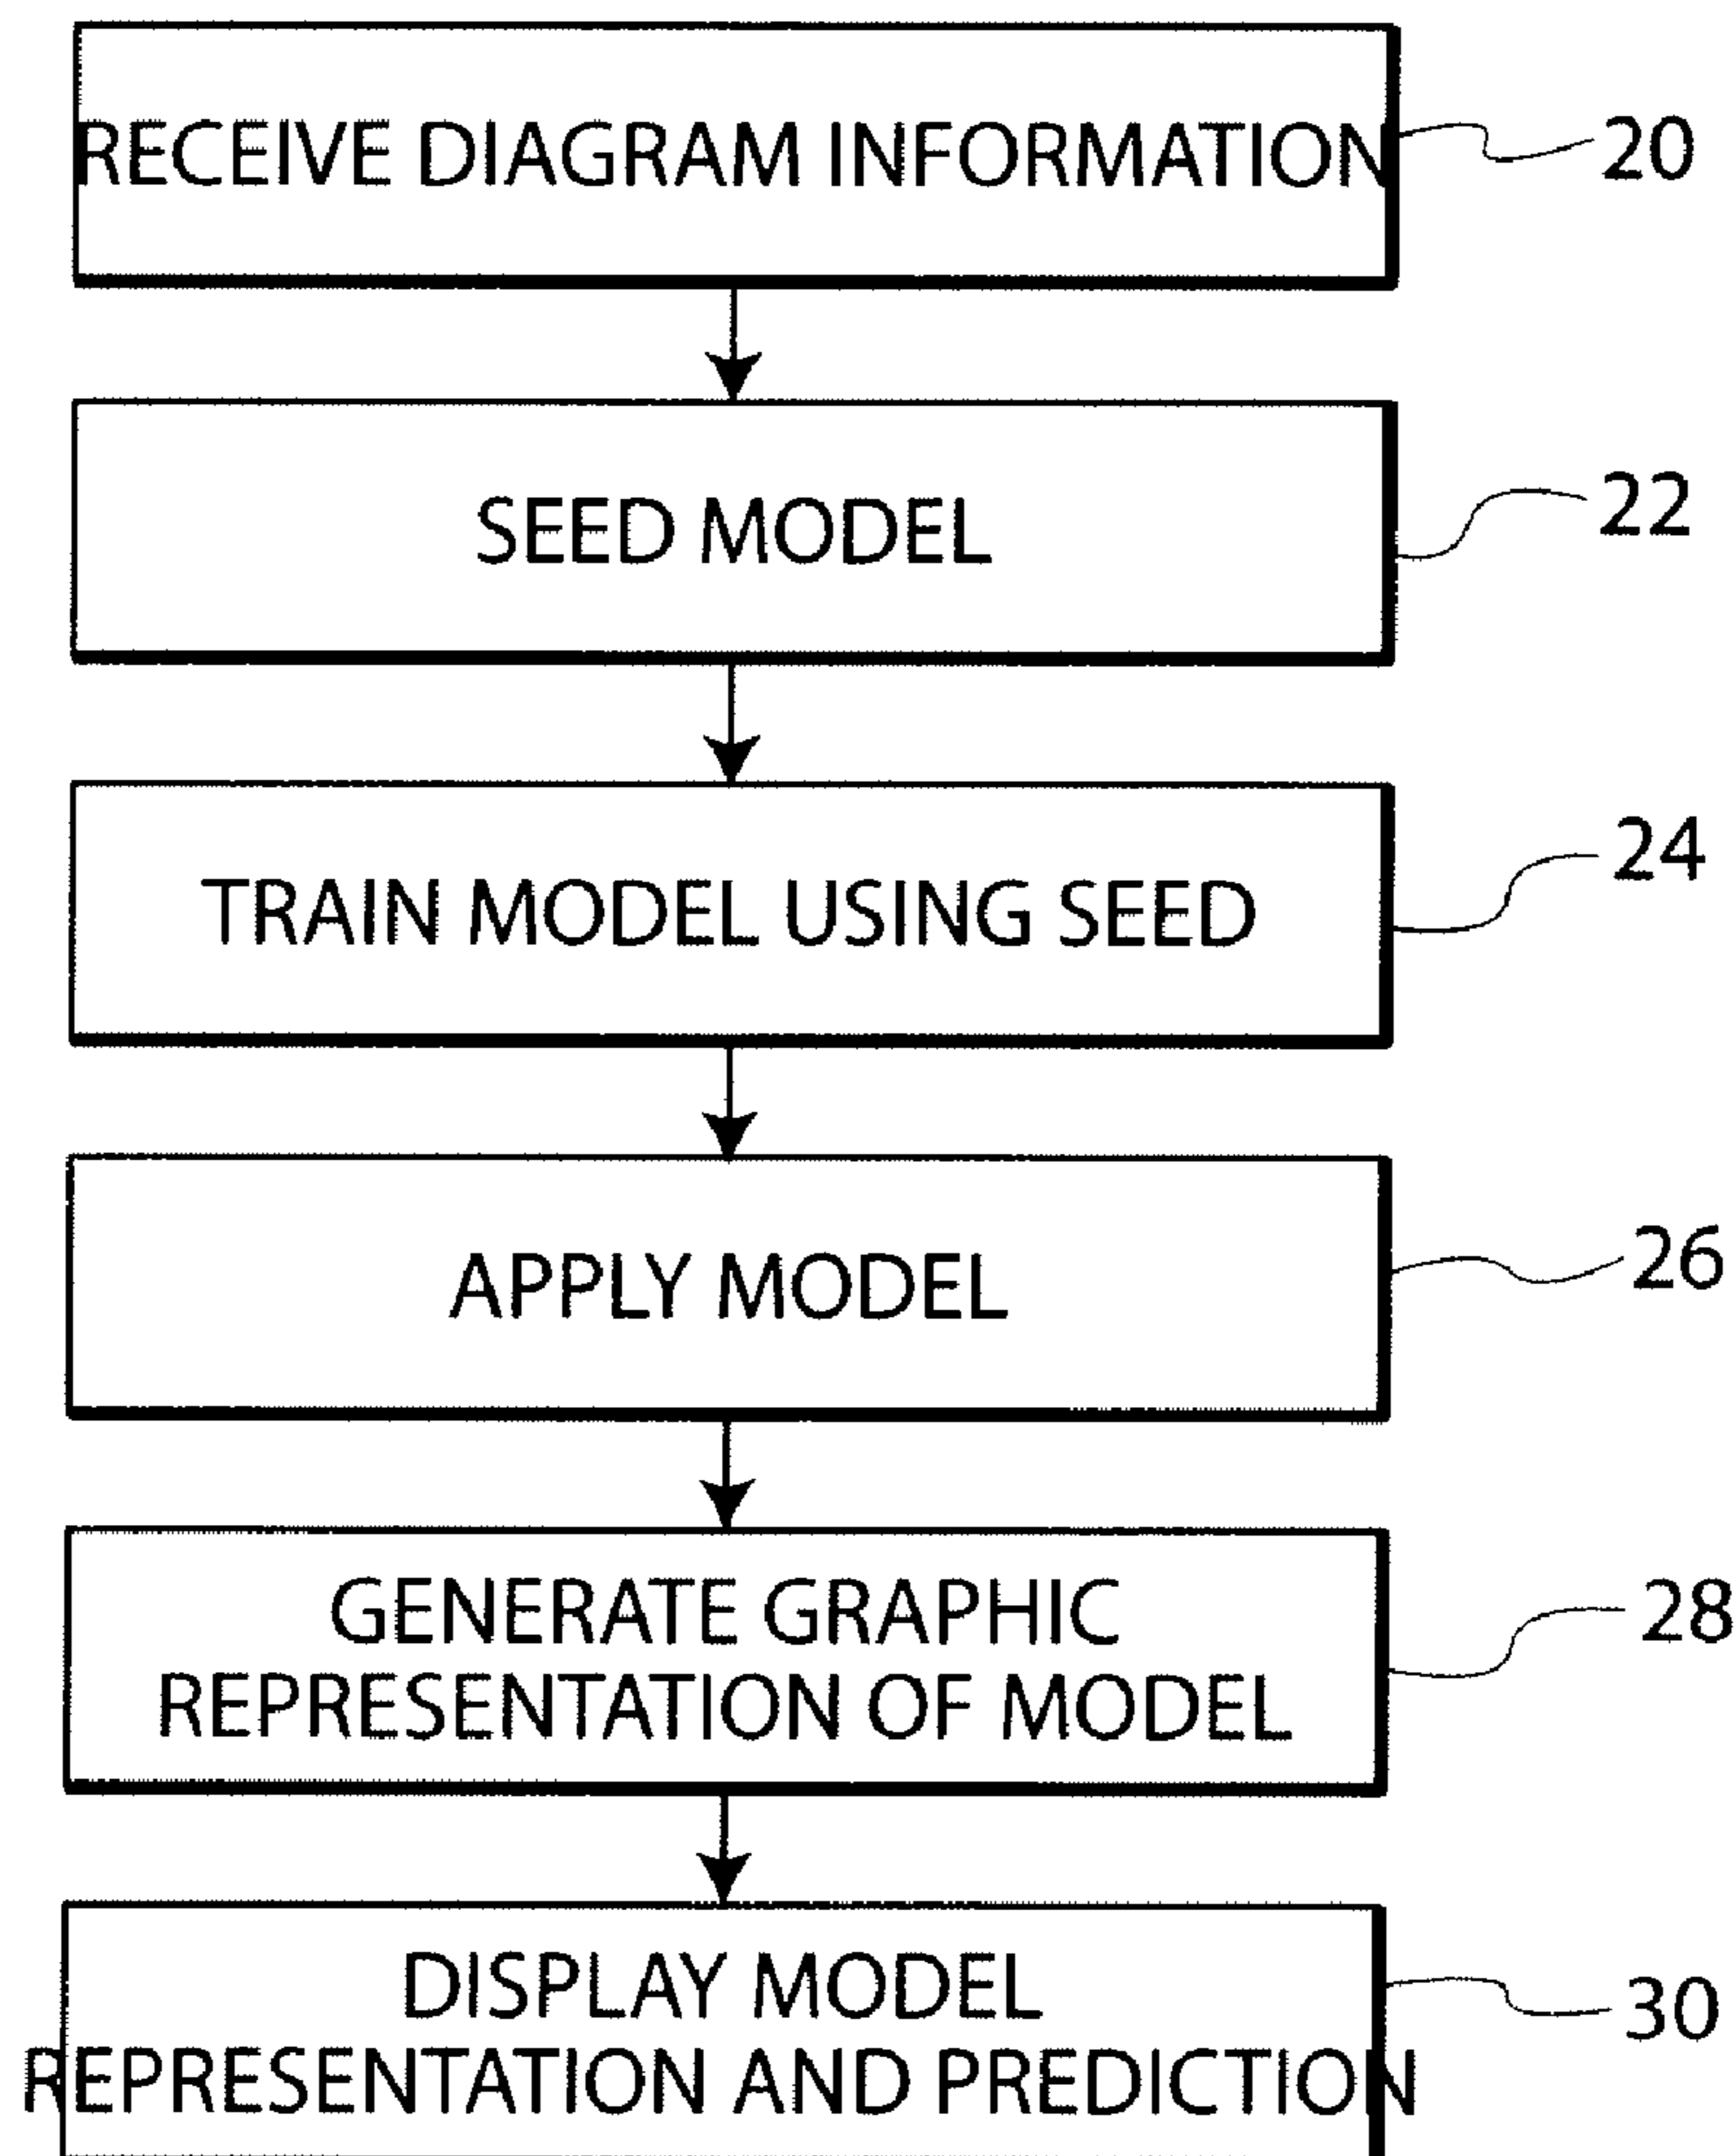 RECEIVE DIAGRAM INFORMATION
20
SEED MODEL
22
TRAIN MODEL USING SEED
24
APPLY MODEL
26
GENERATE GRAPHIC
REPRESENTATION OF MODEL
28
DISPLAY MODEL
REPRESENTATION AND PREDICTION
30